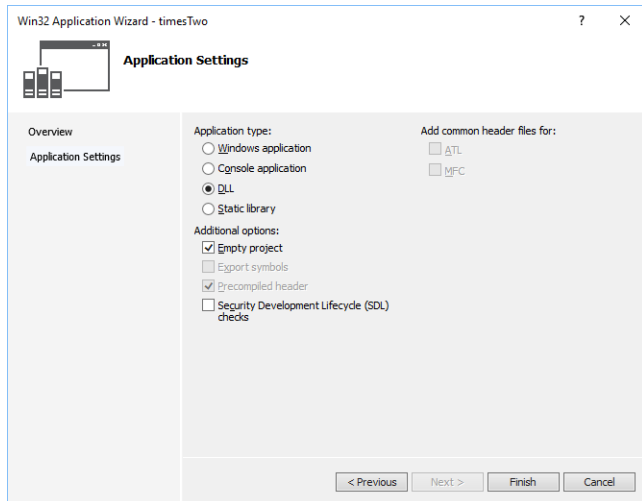 Win32 Application Wizard - timesTwo
Application Settings
Overview
Application Settings
Application type:
Windows application
Console application
DLL
Static library
Additional options:
Empty project
Export symbols
Precompiled header
Security Development Lifecycle (SDL)
checks
Add common header files for:
ATL
MFC
< Previous
Next >
Finish
Cancel